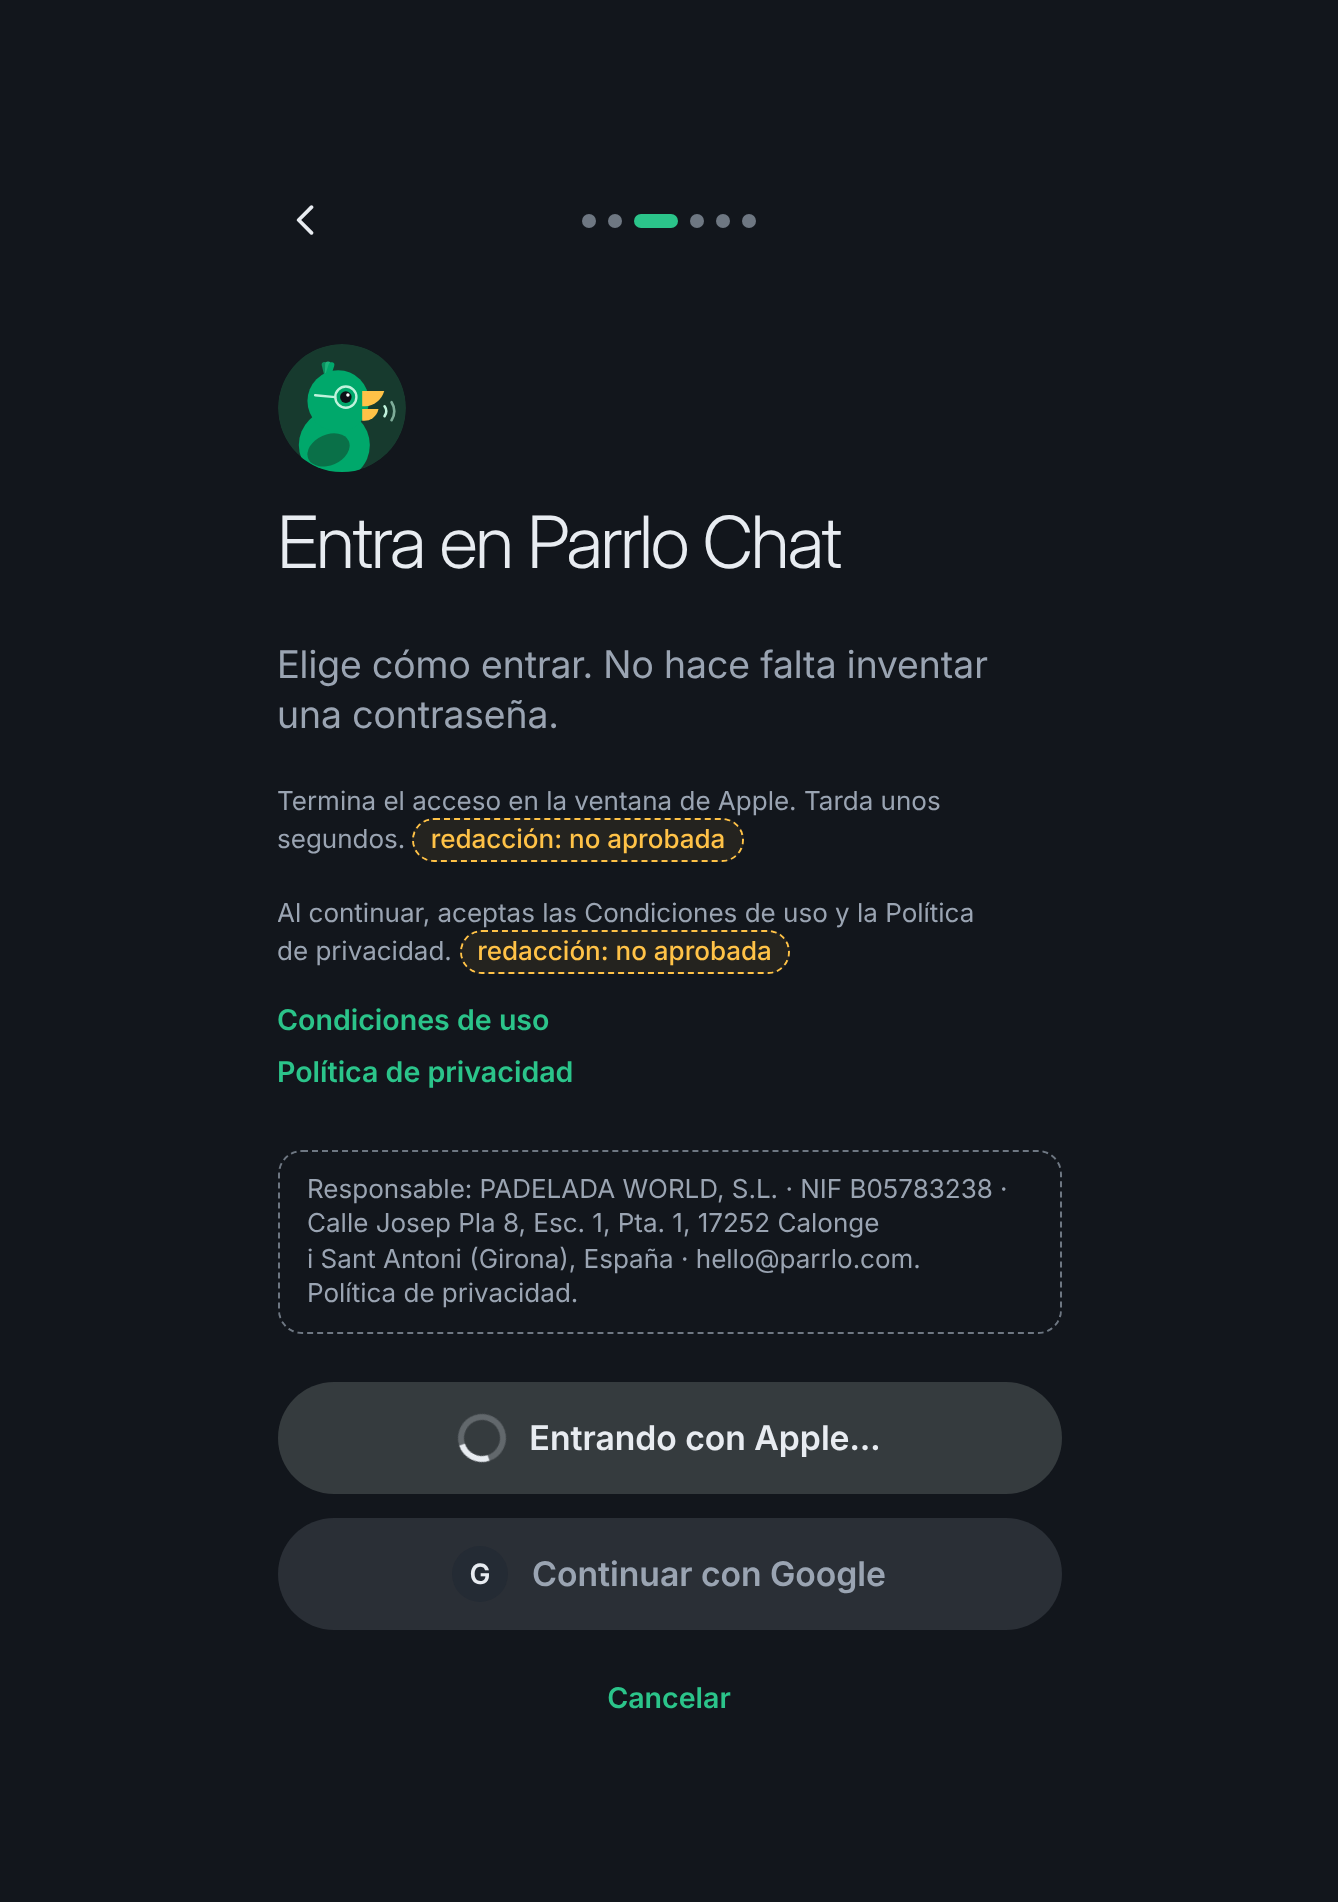 Entra en Parrlo Chat
Elige cómo entrar. No hace falta inventar
una contraseña.
Termina el acceso en la ventana de Apple. Tarda unos
segundos. redacción: no aprobada
Al continuar, aceptas las Condiciones de uso y la Política
de privacidad. redacción: no aprobada
Condiciones de uso
Política de privacidad
Responsable: PADELADA WORLD, S.L. · NIF B05783238 ·
Calle Josep Pla 8, Esc. 1, Pta. 1, 17252 Calonge
i Sant Antoni (Girona), España · hello@parrlo.com.
Política de privacidad.
Entrando con Apple...
G Continuar con Google
Cancelar